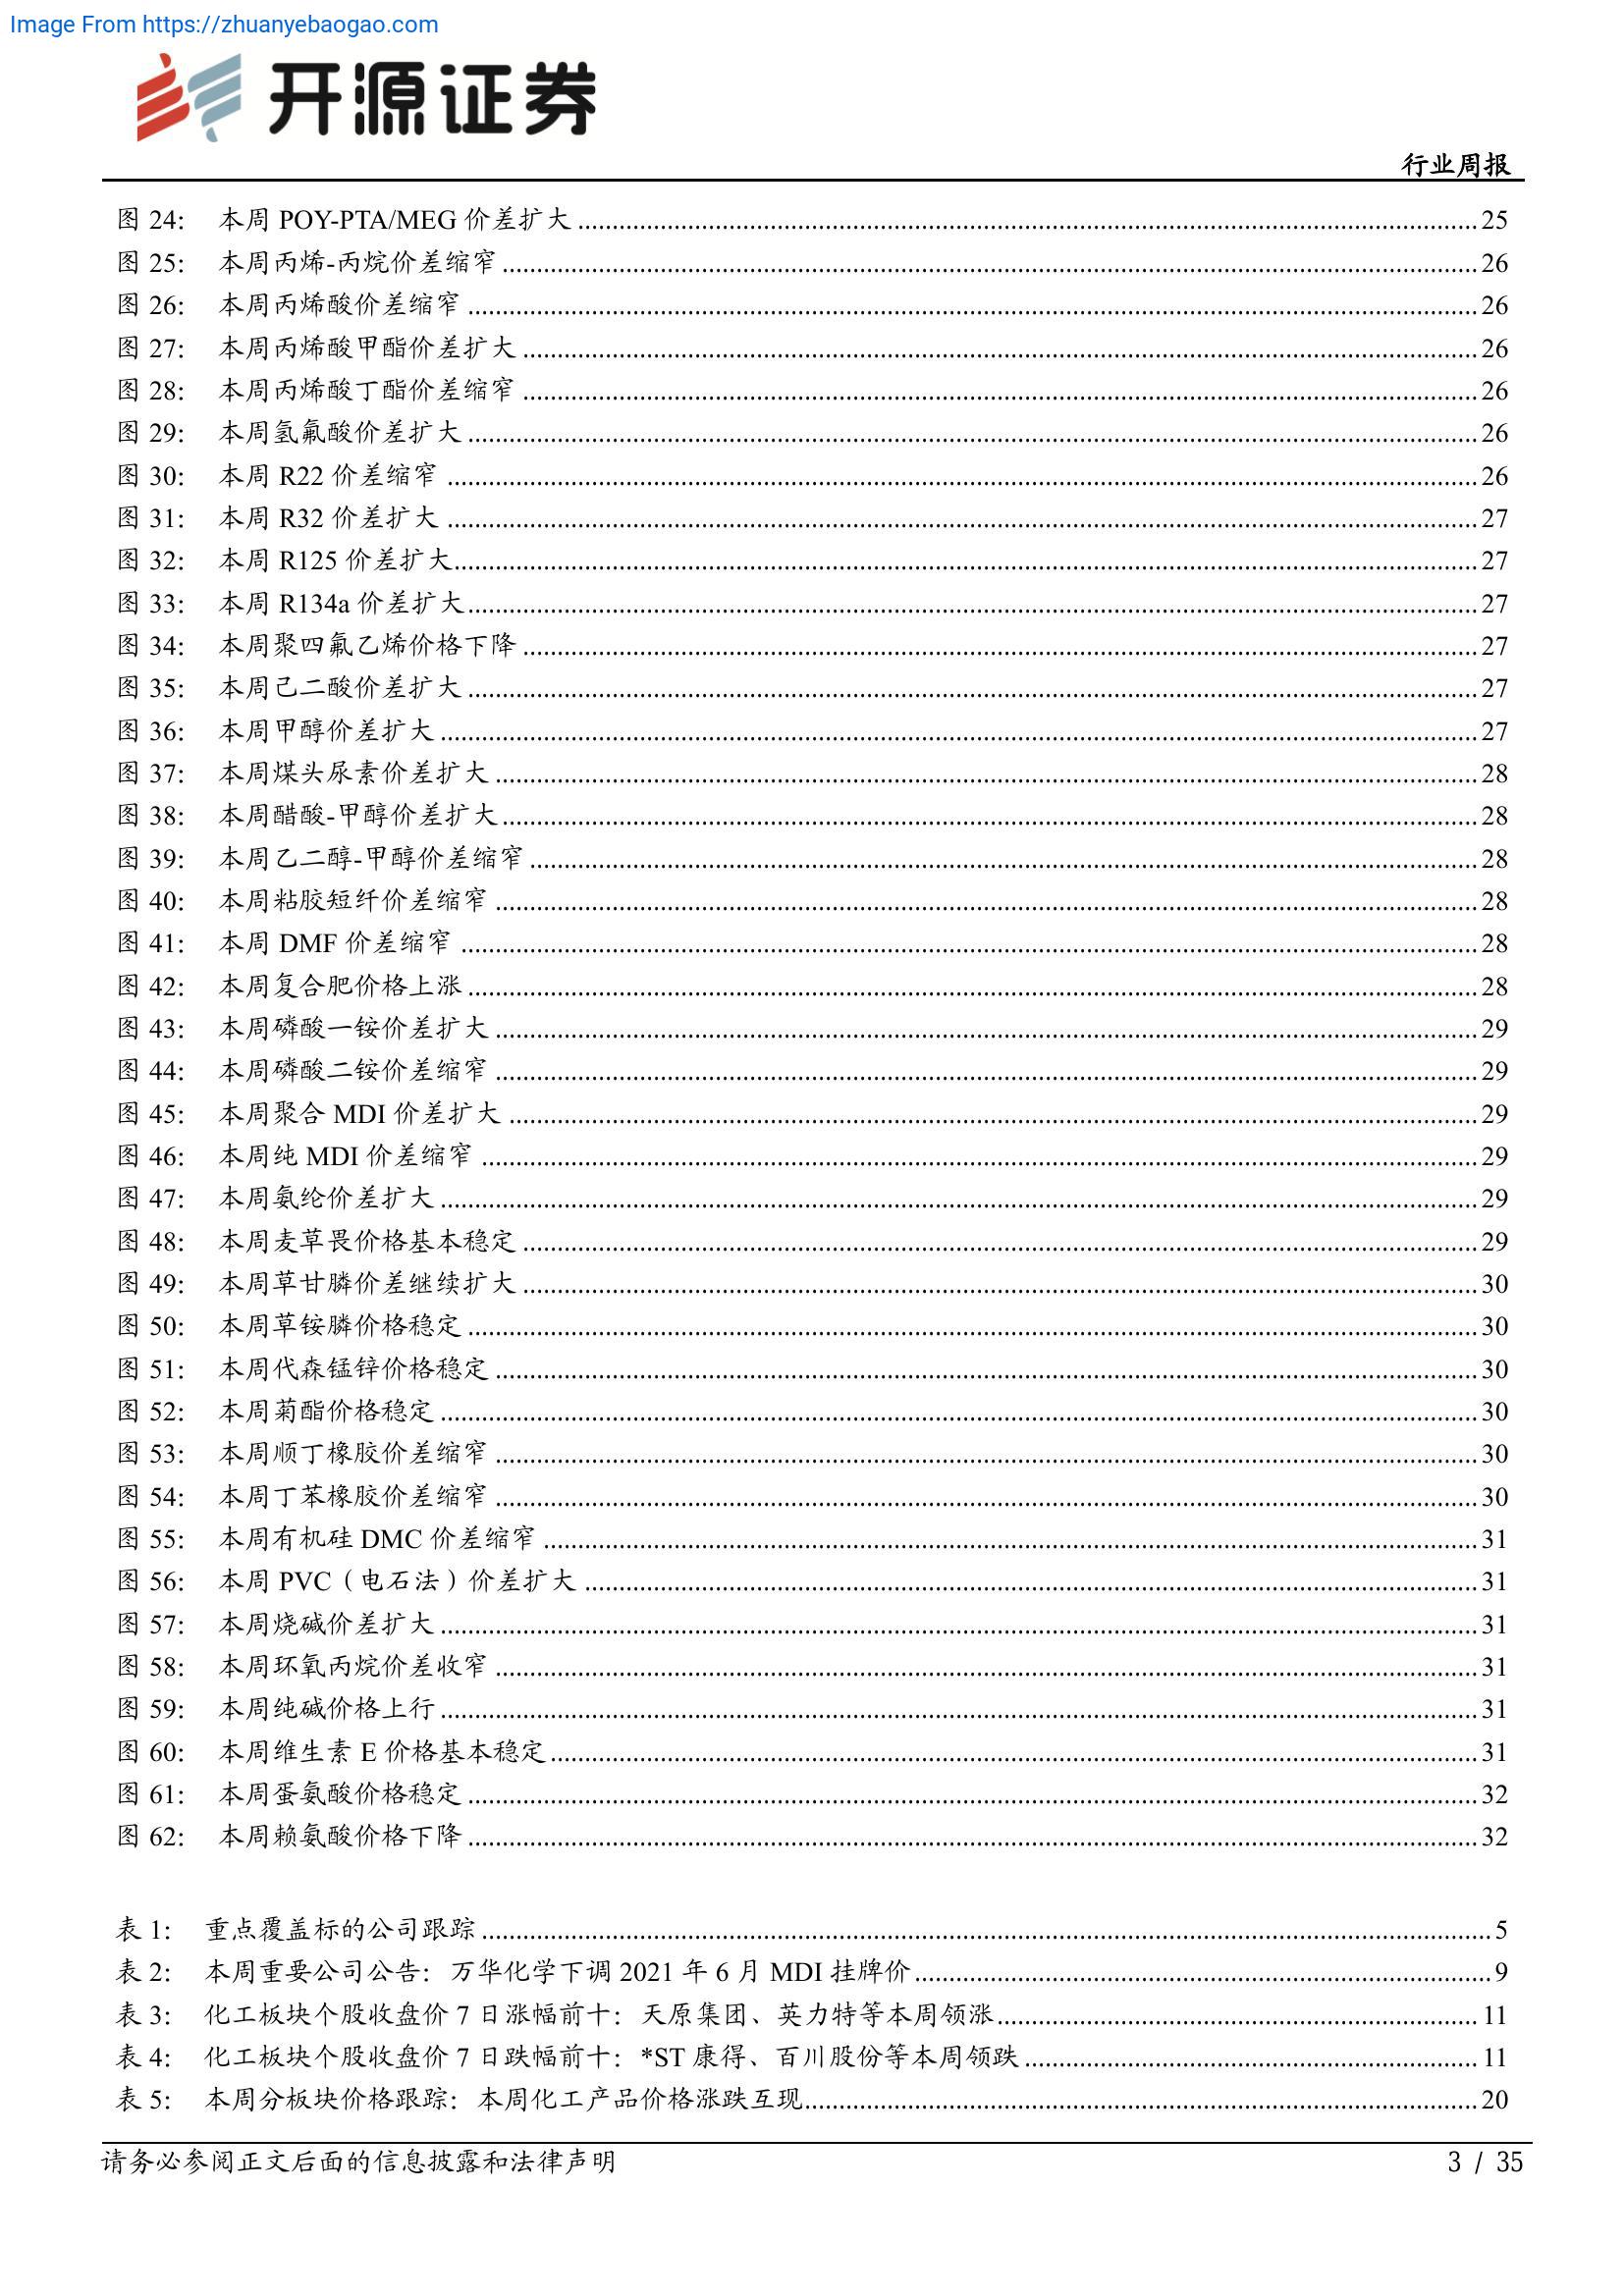 Image From https://zhuanyebaogao.com
开源证券
行业周报
图 24: 本周 POY-PTA/MEG 价差扩大 25
图 25: 本周丙烯-丙烷价差缩窄 26
图 26: 本周丙烯酸价差缩窄 26
图 27: 本周丙烯酸甲酯价差扩大 26
图 28: 本周丙烯酸丁酯价差缩窄 26
图 29: 本周氢氟酸价差扩大 26
图 30: 本周 R22 价差缩窄 26
图 31: 本周 R32 价差扩大 27
图 32: 本周 R125 价差扩大 27
图 33: 本周 R134a 价差扩大 27
图 34: 本周聚四氟乙烯价格下降 27
图 35: 本周己二酸价差扩大 27
图 36: 本周甲醇价差扩大 27
图 37: 本周煤头尿素价差扩大 28
图 38: 本周醋酸-甲醇价差扩大 28
图 39: 本周乙二醇-甲醇价差缩窄 28
图 40: 本周粘胶短纤价差缩窄 28
图 41: 本周 DMF 价差缩窄 28
图 42: 本周复合肥价格上涨 28
图 43: 本周磷酸一铵价差扩大 29
图 44: 本周磷酸二铵价差缩窄 29
图 45: 本周聚合 MDI 价差扩大 29
图 46: 本周纯 MDI 价差缩窄 29
图 47: 本周氨纶价差扩大 29
图 48: 本周麦草畏价格基本稳定 29
图 49: 本周草甘膦价差继续扩大 30
图 50: 本周草铵膦价格稳定 30
图 51: 本周代森锰锌价格稳定 30
图 52: 本周菊酯价格稳定 30
图 53: 本周顺丁橡胶价差缩窄 30
图 54: 本周丁苯橡胶价差缩窄 30
图 55: 本周有机硅 DMC 价差缩窄 31
图 56: 本周 PVC（电石法）价差扩大 31
图 57: 本周烧碱价差扩大 31
图 58: 本周环氧丙烷价差收窄 31
图 59: 本周纯碱价格上行 31
图 60: 本周维生素 E 价格基本稳定 31
图 61: 本周蛋氨酸价格稳定 32
图 62: 本周赖氨酸价格下降 32
表 1: 重点覆盖标的公司跟踪 5
表 2: 本周重要公司公告：万华化学下调 2021 年 6 月 MDI 挂牌价 9
表 3: 化工板块个股收盘价 7 日涨幅前十：天原集团、英力特等本周领涨 11
表 4: 化工板块个股收盘价 7 日跌幅前十：*ST 康得、百川股份等本周领跌 11
表 5: 本周分板块价格跟踪：本周化工产品价格涨跌互现 20
请务必参阅正文后面的信息披露和法律声明
3 / 35